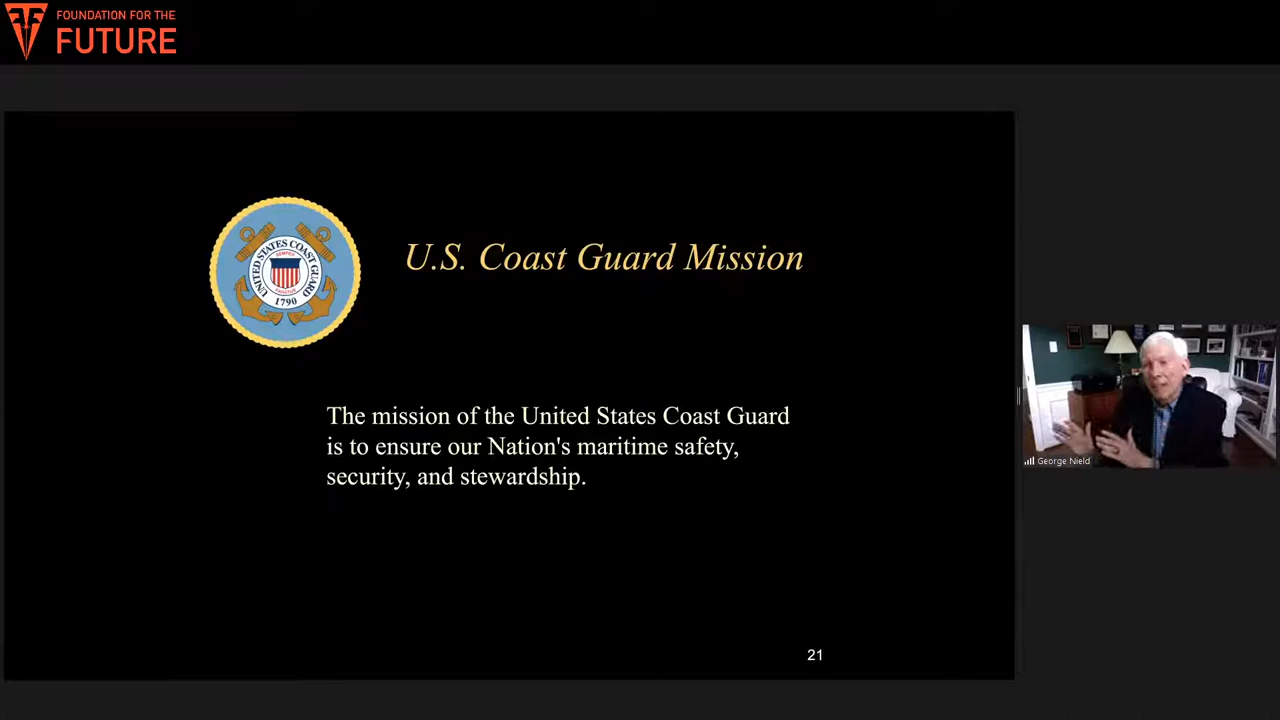 FOUNDATION FOR THE
FUTURE
U.S. Coast Guard Mission
UNITED STATES COAST GUARD
1790
The mission of the United States Coast Guard
is to ensure our Nation's maritime safety,
security, and stewardship.
George Nield
21